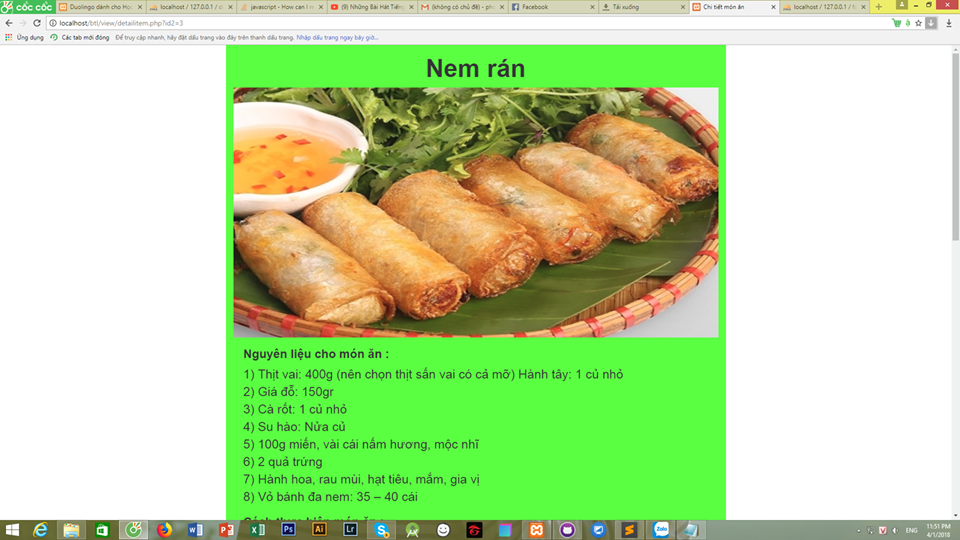 cốc cốc
Duolingo dành cho Học
localhost / 127.0.0.1 / c
javascript - How can I r
(9) Những Bài Hát Tiếng
(không có chủ đề) - ph
Facebook
Tải xuống
Chi tiết món ăn
localhost / 127.0.0.1 / t
localhost/btl/view/detailitem.php?id2=3
Ứng dụng
Các tab mới đóng
Để truy cập nhanh, hãy đặt dấu trang vào đây trên thanh dấu trang. Nhập dấu trang ngay bây giờ...
Nem rán
Nguyên liệu cho món ăn :
1) Thịt vai: 400g (nên chọn thịt sấn vai có cả mỡ) Hành tây: 1 củ nhỏ
2) Giá đỗ: 150gr
3) Cà rốt: 1 củ nhỏ
4) Su hào: Nửa củ
5) 100g miến, vài cái nấm hương, mộc nhĩ
6) 2 quả trứng
7) Hành hoa, rau mùi, hạt tiêu, mắm, gia vị
8) Vỏ bánh đa nem: 35 – 40 cái
ENG
11:51 PM
4/1/2018